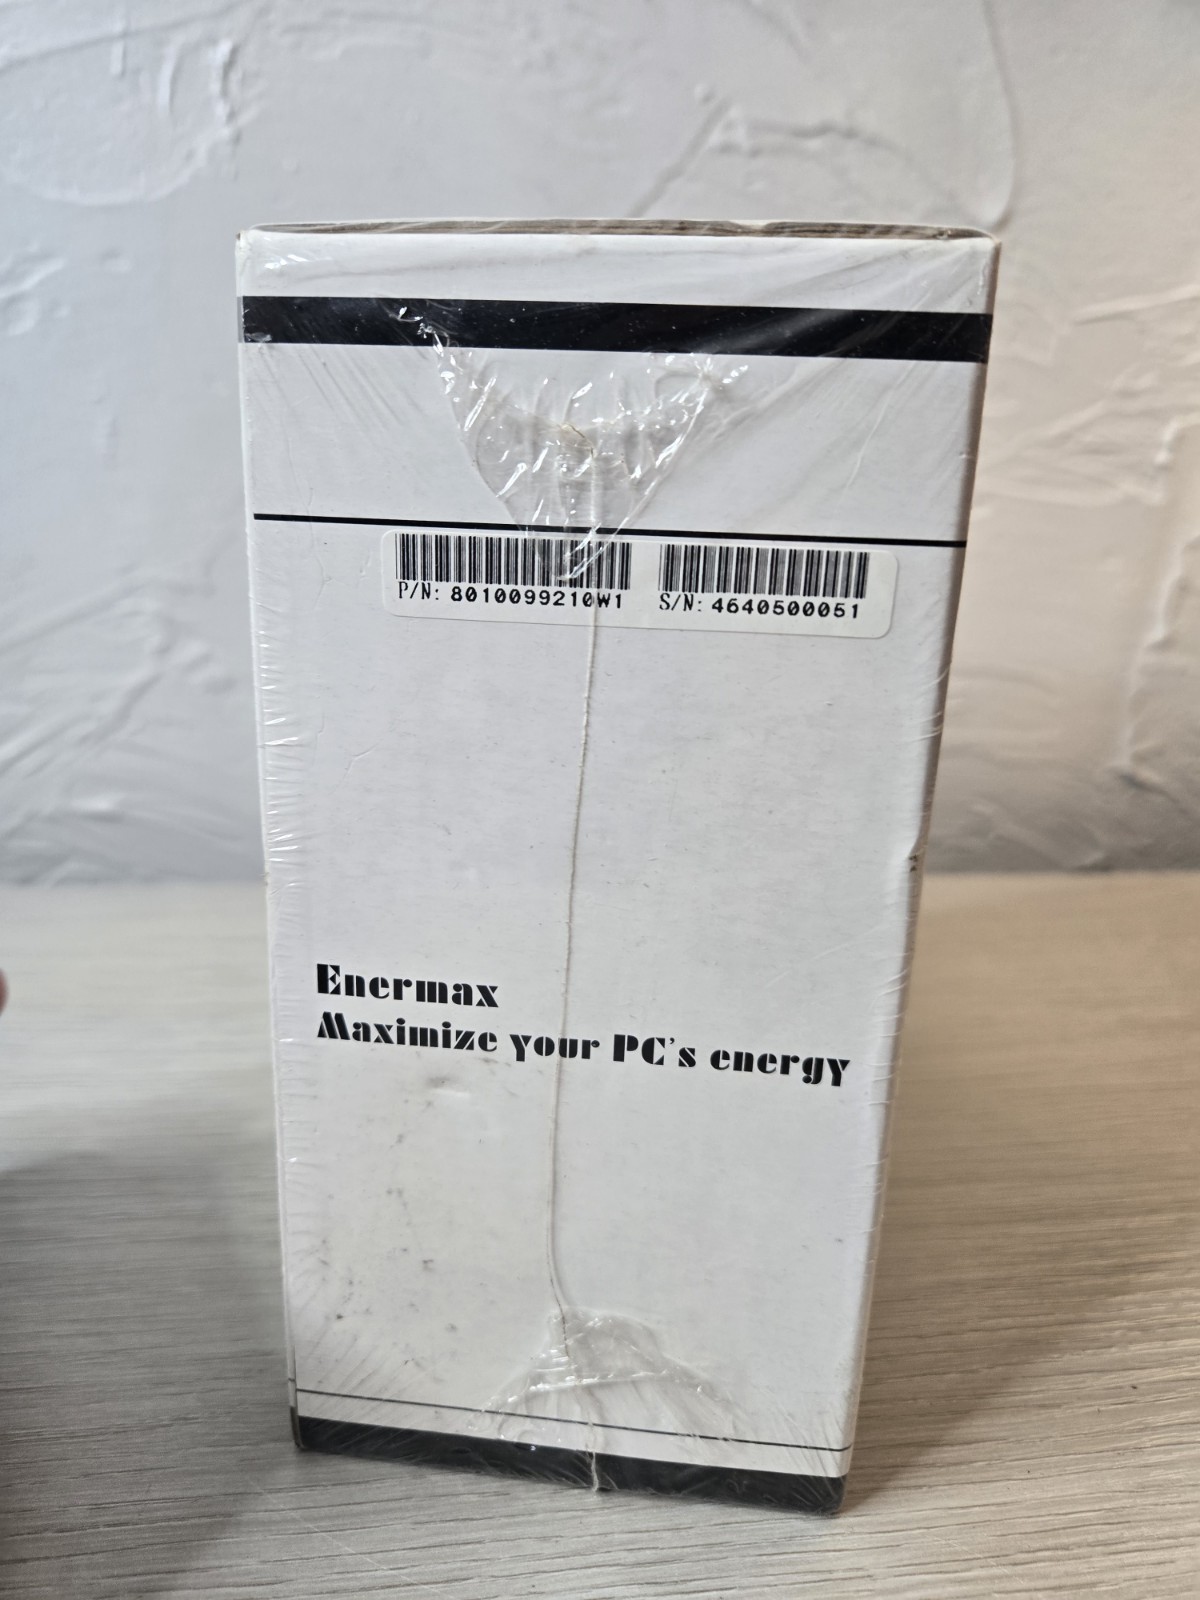 P/N: 8010099210W1 S/N: 4640500051
Enermax
Maximize your PC's energy